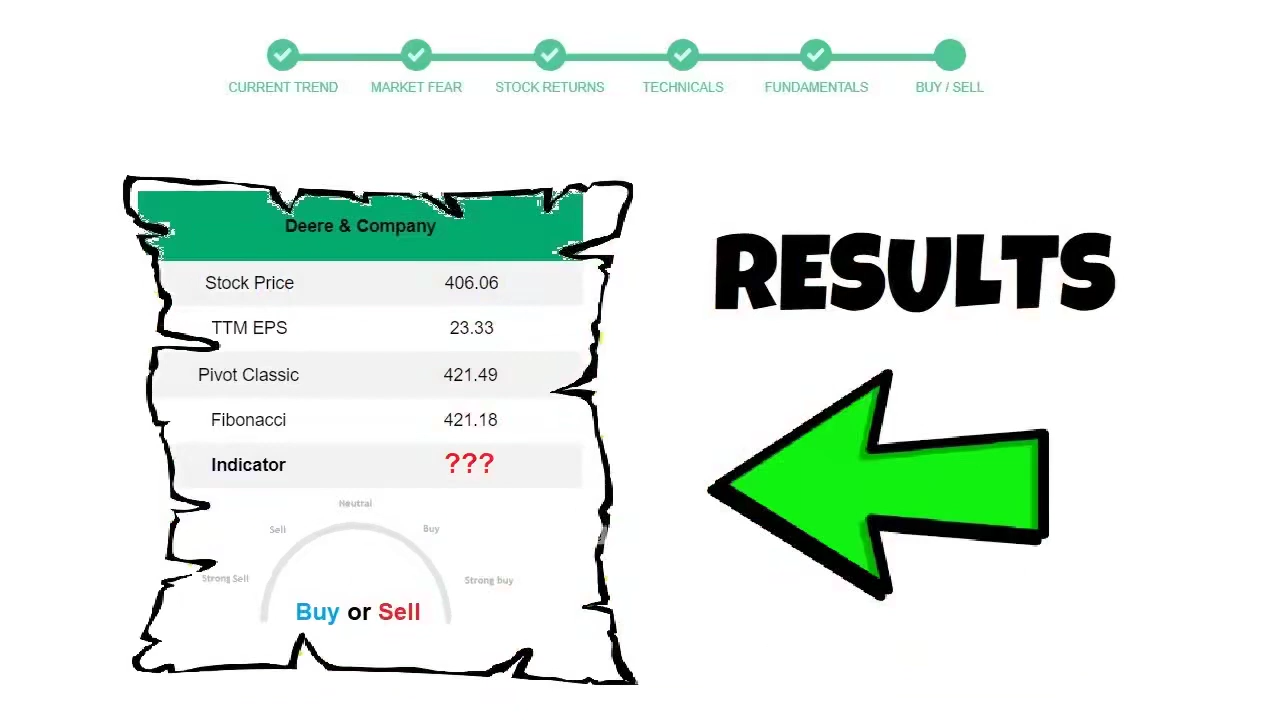 CURRENT TREND MARKET FEAR STOCK RETURNS TECHNICALS FUNDAMENTALS BUY / SELL
Deere & Company
RESULTS
Stock Price 406.06
TTM EPS 23.33
Pivot Classic 421.49
Fibonacci 421.18
Indicator ???
Neutral
Sell Buy
Strong Sell Strong buy
Buy or Sell